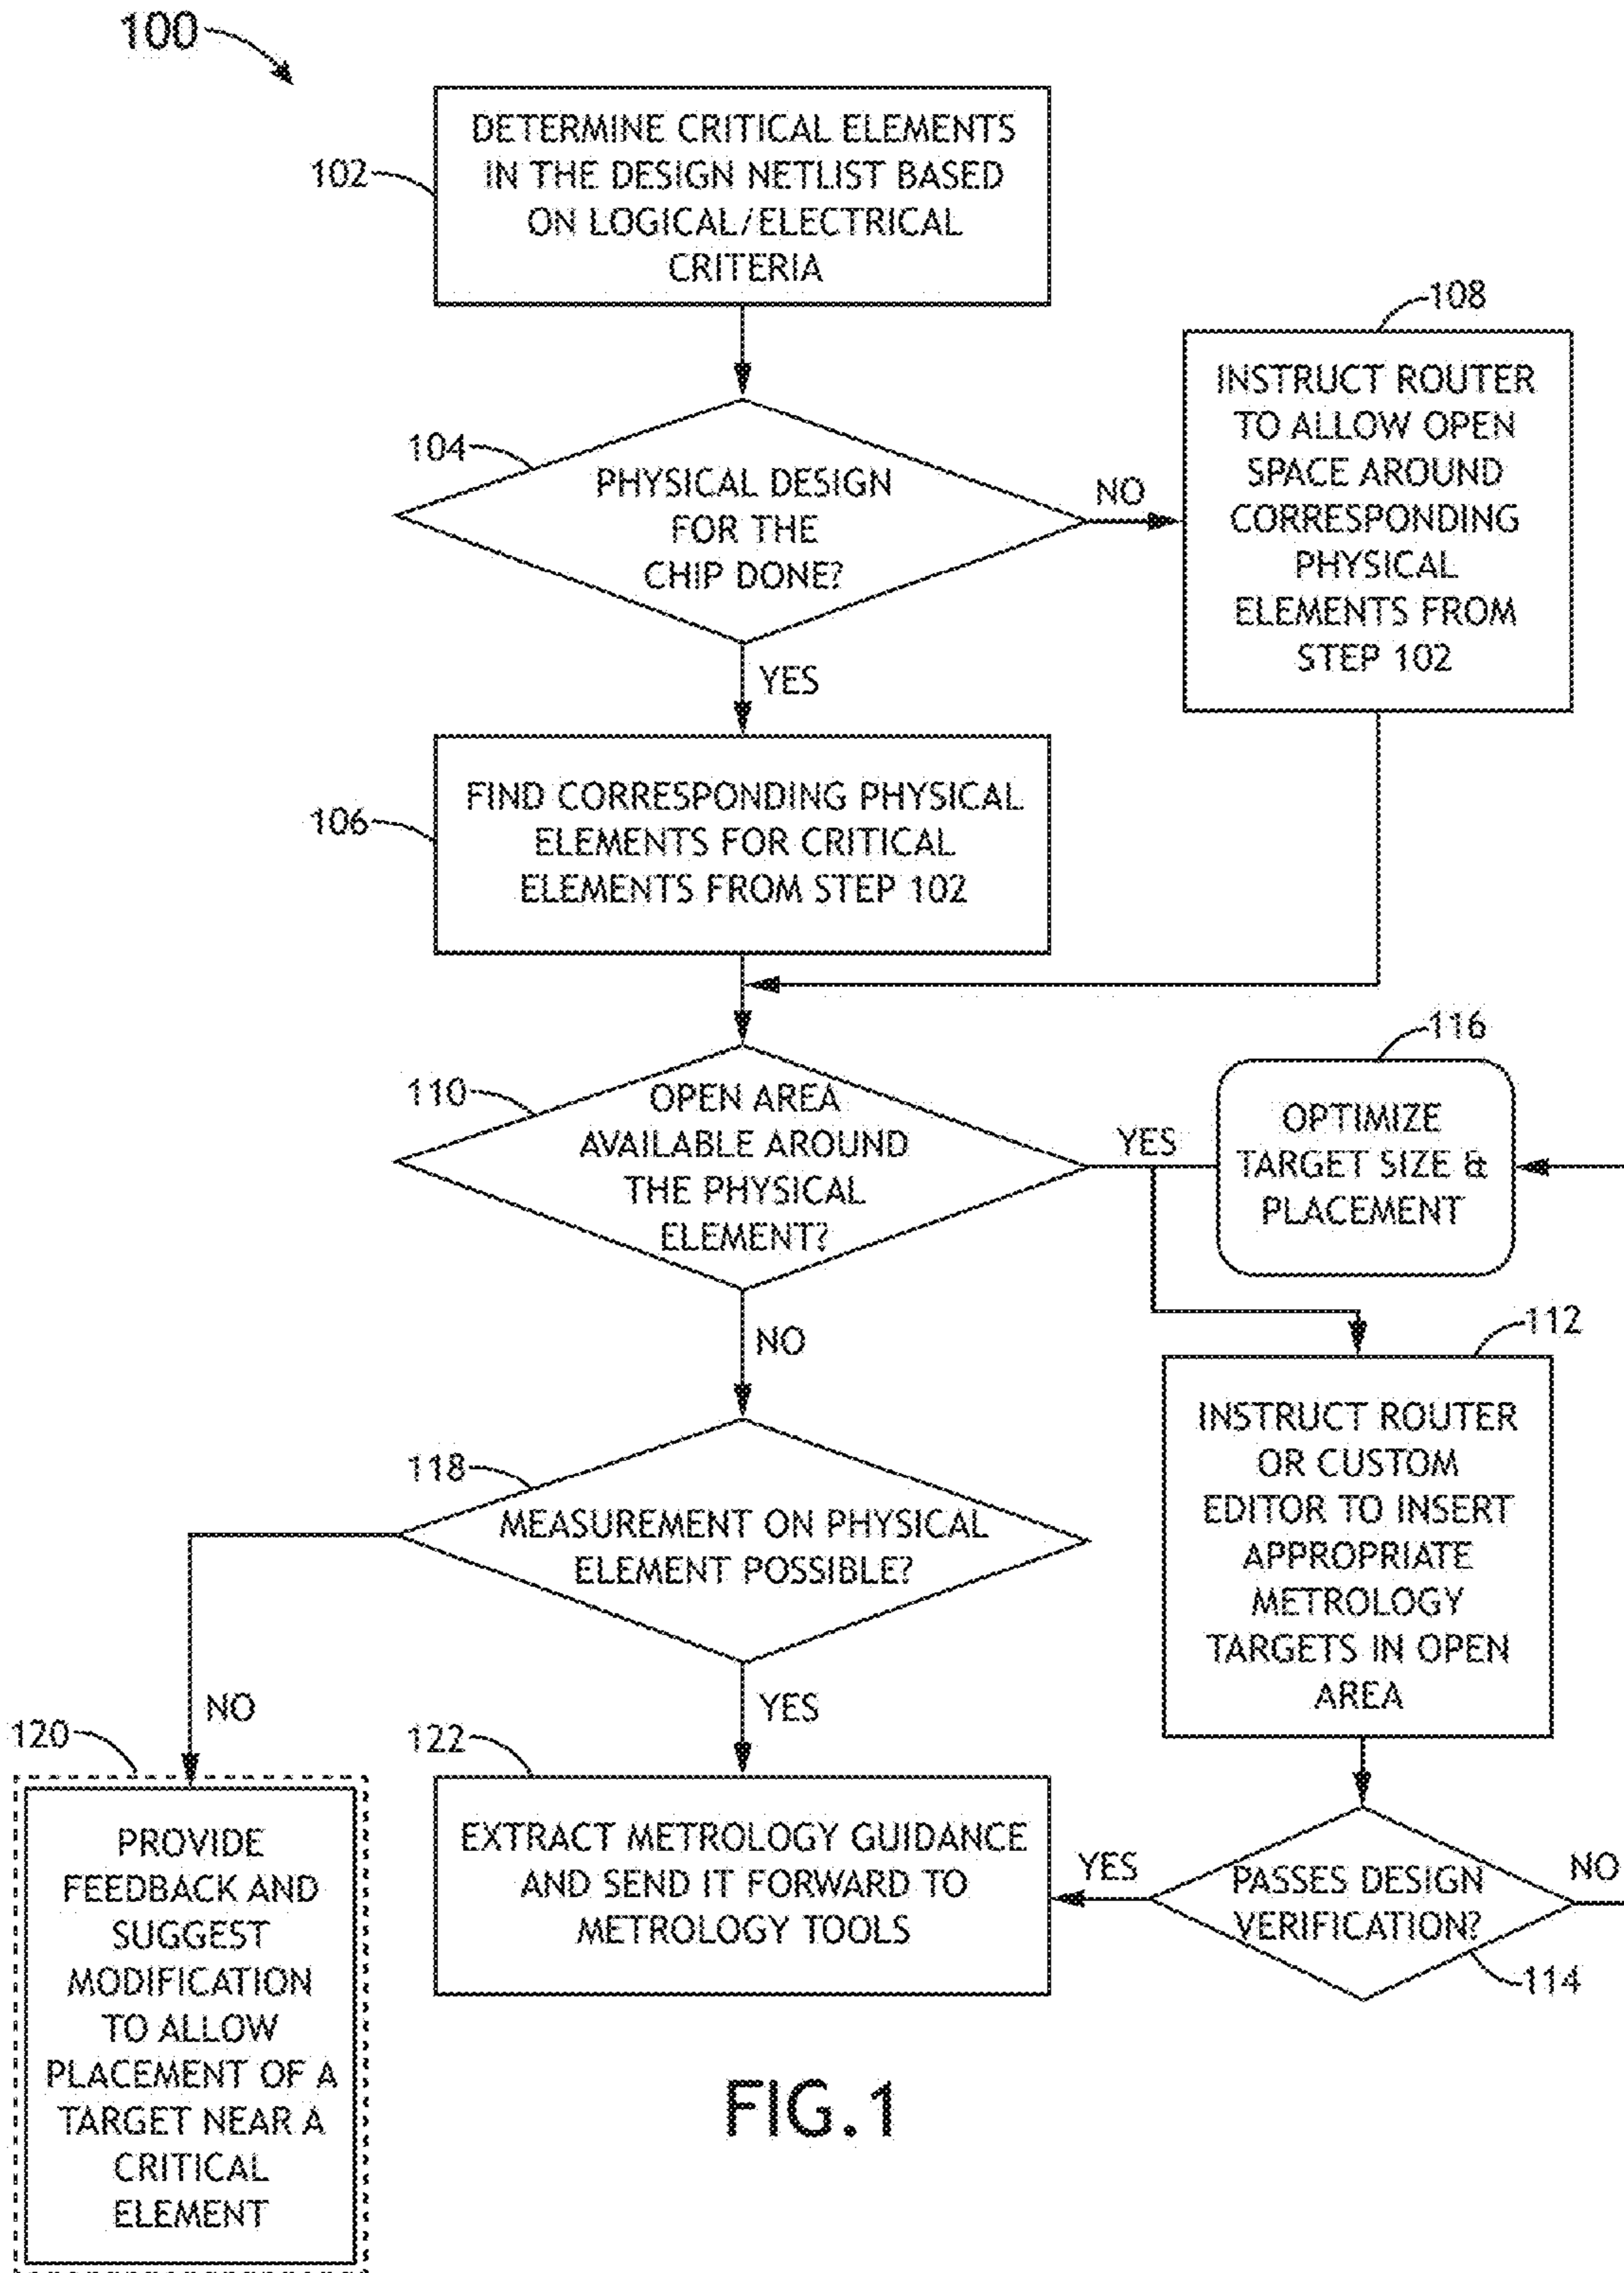 100
102
DETERMINE CRITICAL ELEMENTS
IN THE DESIGN NETLIST BASED
ON LOGICAL/ELECTRICAL
CRITERIA
108
INSTRUCT ROUTER
TO ALLOW OPEN
SPACE AROUND
CORRESPONDING
PHYSICAL
ELEMENTS FROM
STEP 102
104
PHYSICAL DESIGN
FOR THE
CHIP DONE?
NO
YES
106
FIND CORRESPONDING PHYSICAL
ELEMENTS FOR CRITICAL
ELEMENTS FROM STEP 102
110
OPEN AREA
AVAILABLE AROUND
THE PHYSICAL
ELEMENT?
YES
116
OPTIMIZE
TARGET SIZE &
PLACEMENT
NO
112
INSTRUCT ROUTER
OR CUSTOM
EDITOR TO INSERT
APPROPRIATE
METROLOGY
TARGETS IN OPEN
AREA
118
MEASUREMENT ON PHYSICAL
ELEMENT POSSIBLE?
NO
YES
120
PROVIDE
FEEDBACK AND
SUGGEST
MODIFICATION
TO ALLOW
PLACEMENT OF A
TARGET NEAR A
CRITICAL
ELEMENT
122
EXTRACT METROLOGY GUIDANCE
AND SEND IT FORWARD TO
METROLOGY TOOLS
YES
PASSES DESIGN
VERIFICATION?
NO
114
FIG.1